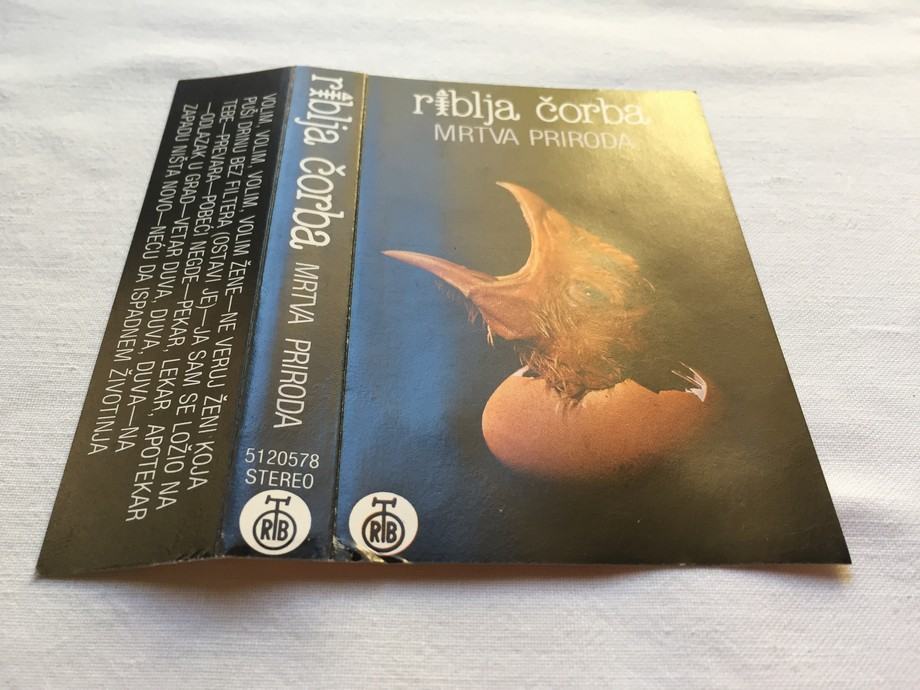 riblja čorba
MRTVA PRIRODA
RTB
riblja čorba MRTVA PRIRODA
5120578
STEREO
RTB
VOLIM, VOLIM, VOLIM, VOLIM ŽENE—NE VERUJ ŽENI KOJA
PUŠI DRINU BEZ FILTERA (OSTAVI JE)—JA SAM SE LOŽIO NA
TEBE—PREVARA—POBEĆI NEGDE—PEKAR, LEKAR, APOTEKAR
—ODLAZAK U GRAD—VETAR DUVA, DUVA, DUVA—NA
ZAPADU NIŠTA NOVO—NEĆU DA ISPADNEM ŽIVOTINJA